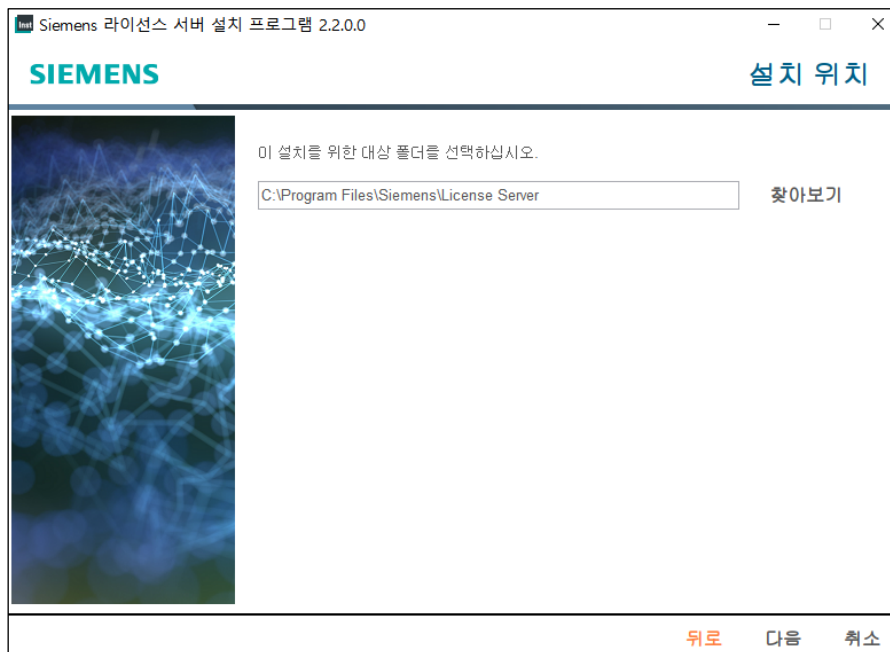 Inst Siemens 라이선스 서버 설치 프로그램 2.2.0.0
SIEMENS
설치 위치
이 설치를 위한 대상 폴더를 선택하십시오.
C:\Program Files\Siemens\License Server
찾아보기
뒤로 다음 취소